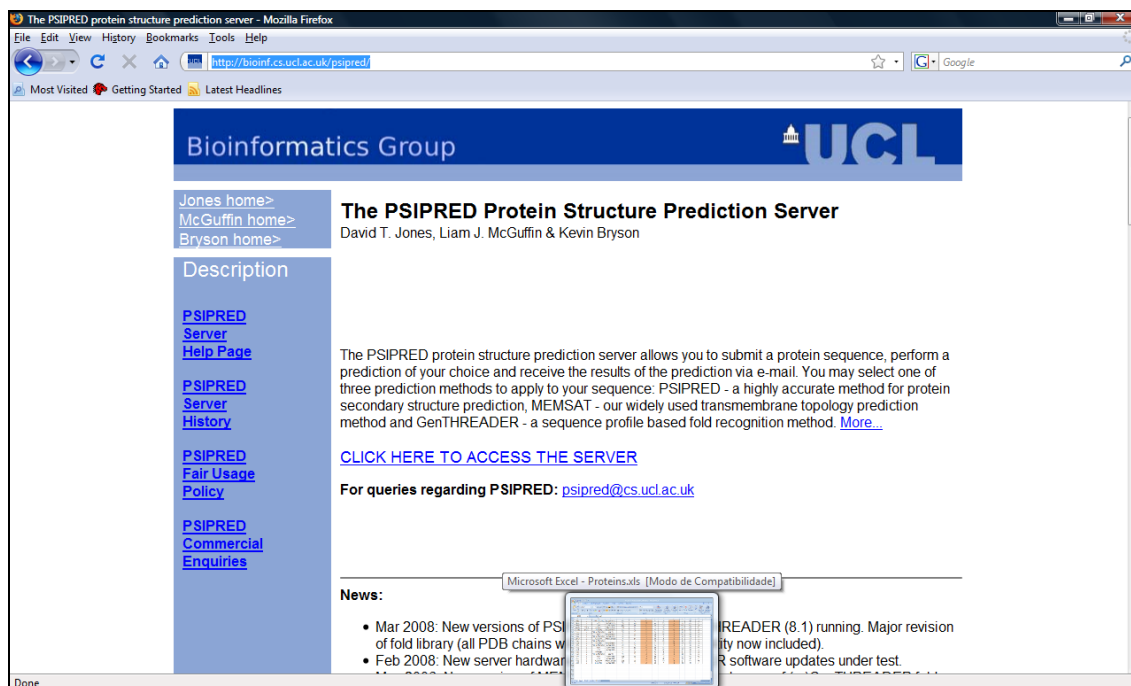 The PSIPRED protein structure prediction server - Mozilla Firefox
File Edit View History Bookmarks Tools Help
UCL http://bioinf.cs.ucl.ac.uk/psipred/ G Google
Most Visited Getting Started Latest Headlines
Bioinformatics Group UCL
Jones home>
McGuffin home>
Bryson home>
Description
PSIPRED
Server
Help Page
PSIPRED
Server
History
PSIPRED
Fair Usage
Policy
PSIPRED
Commercial
Enquiries
The PSIPRED Protein Structure Prediction Server
David T. Jones, Liam J. McGuffin & Kevin Bryson
The PSIPRED protein structure prediction server allows you to submit a protein sequence, perform a
prediction of your choice and receive the results of the prediction via e-mail. You may select one of
three prediction methods to apply to your sequence: PSIPRED - a highly accurate method for protein
secondary structure prediction, MEMSAT - our widely used transmembrane topology prediction
method and GenTHREADER - a sequence profile based fold recognition method. More...
CLICK HERE TO ACCESS THE SERVER
For queries regarding PSIPRED: psipred@cs.ucl.ac.uk
Microsoft Excel - Proteins.xls [Modo de Compatibilidade]
News:
• Mar 2008: New versions of PSI READER (8.1) running. Major revision
of fold library (all PDB chains w ity now included).
• Feb 2008: New server hardwar R software updates under test.
Done